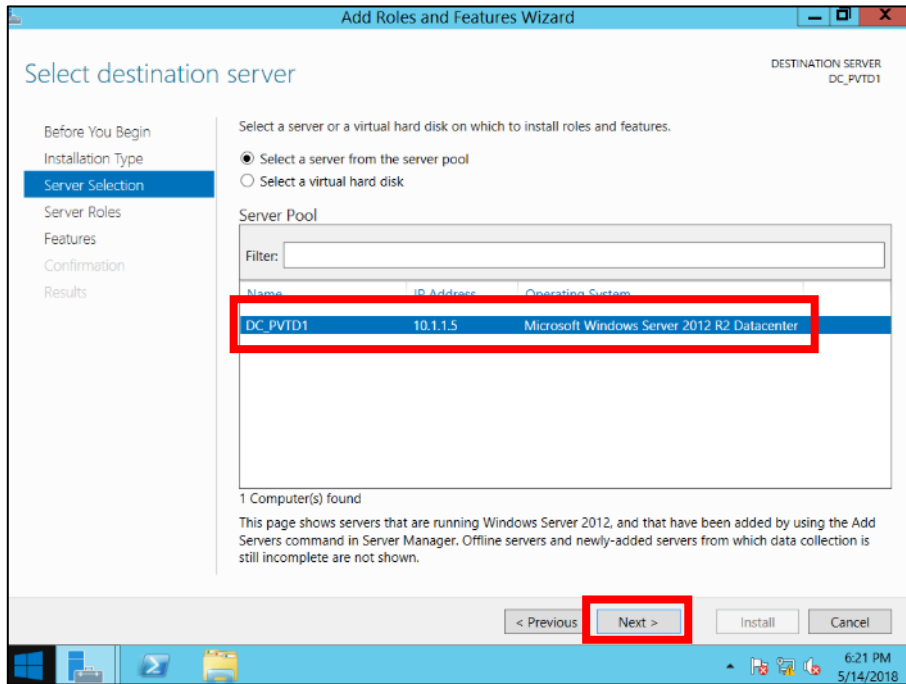 Add Roles and Features Wizard
Select destination server
DESTINATION SERVER
DC_PVTD1
Before You Begin
Installation Type
Server Selection
Server Roles
Features
Confirmation
Results
Select a server or a virtual hard disk on which to install roles and features.
Select a server from the server pool
Select a virtual hard disk
Server Pool
Filter:
Name IP Address Operating System
DC_PVTD1 10.1.1.5 Microsoft Windows Server 2012 R2 Datacenter
1 Computer(s) found
This page shows servers that are running Windows Server 2012, and that have been added by using the Add
Servers command in Server Manager. Offline servers and newly-added servers from which data collection is
still incomplete are not shown.
< Previous Next > Install Cancel
6:21 PM
5/14/2018